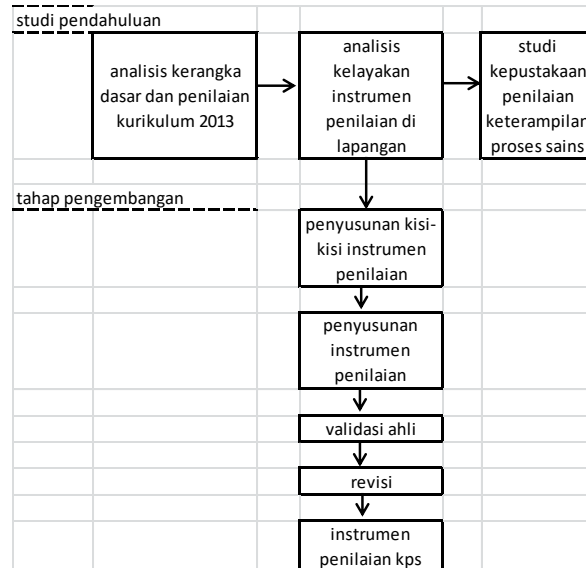 studi pendahuluan
analisis kerangka
dasar dan penilaian
kurikulum 2013
analisis
kelayakan
instrumen
penilaian di
lapangan
studi
kepustakaan
penilaian
keterampilan
proses sains
tahap pengembangan
penyusunan kisi-
kisi instrumen
penilaian
penyusunan
instrumen
penilaian
validasi ahli
revisi
instrumen
penilaian kps